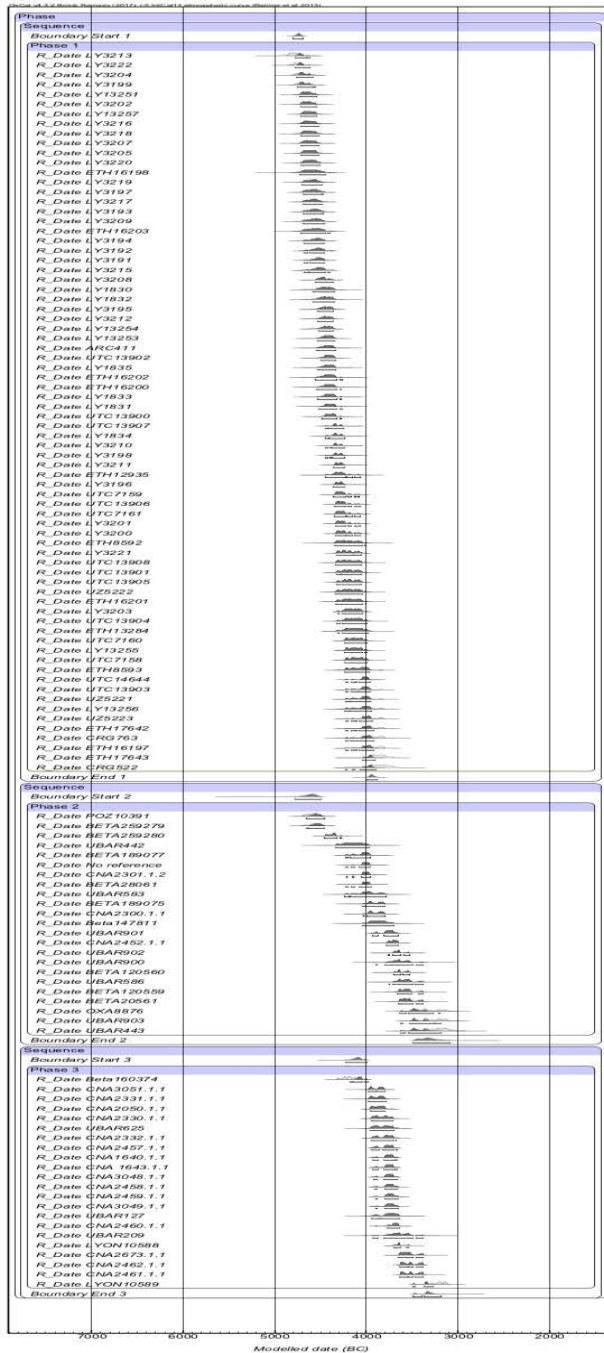 OxCal v4.3.2 Bronk Ramsey (2017); r:5 IntCal13 atmospheric curve (Reimer et al 2013)
Phase
Sequence
Boundary Start 1
Phase 1
R_Date LY3213
R_Date LY3222
R_Date LY3204
R_Date LY3199
R_Date LY13251
R_Date LY3202
R_Date LY13257
R_Date LY3216
R_Date LY3218
R_Date LY3207
R_Date LY3205
R_Date LY3220
R_Date ETH16198
R_Date LY3219
R_Date LY3197
R_Date LY3217
R_Date LY3193
R_Date LY3209
R_Date ETH16203
R_Date LY3194
R_Date LY3192
R_Date LY3191
R_Date LY3215
R_Date LY3208
R_Date LY1830
R_Date LY1832
R_Date LY3195
R_Date LY3212
R_Date LY13254
R_Date LY13253
R_Date ARC411
R_Date UTC13902
R_Date LY1835
R_Date ETH16202
R_Date ETH16200
R_Date LY1833
R_Date LY1831
R_Date UTC13900
R_Date UTC13907
R_Date LY1834
R_Date LY3210
R_Date LY3198
R_Date LY3211
R_Date ETH12935
R_Date LY3196
R_Date UTC7159
R_Date UTC13906
R_Date UTC7161
R_Date LY3201
R_Date LY3200
R_Date ETH8592
R_Date LY3221
R_Date UTC13908
R_Date UTC13901
R_Date UTC13905
R_Date UZ5222
R_Date ETH16201
R_Date LY3203
R_Date UTC13904
R_Date ETH13284
R_Date UTC7160
R_Date LY13255
R_Date UTC7158
R_Date ETH8593
R_Date UTC14644
R_Date UTC13903
R_Date UZ5221
R_Date LY13256
R_Date UZ5223
R_Date ETH17642
R_Date CRG763
R_Date ETH16197
R_Date ETH17643
R_Date CRG522
Boundary End 1
Sequence
Boundary Start 2
Phase 2
R_Date POZ10391
R_Date BETA259279
R_Date BETA259280
R_Date UBAR442
R_Date BETA189077
R_Date No reference
R_Date CNA2301.1.2
R_Date BETA28061
R_Date UBAR583
R_Date BETA189075
R_Date CNA2300.1.1
R_Date Beta147811
R_Date UBAR901
R_Date CNA2452.1.1
R_Date UBAR902
R_Date UBAR900
R_Date BETA120560
R_Date UBAR586
R_Date BETA120559
R_Date BETA20561
R_Date OXA8876
R_Date UBAR903
R_Date UBAR443
Boundary End 2
Sequence
Boundary Start 3
Phase 3
R_Date Beta160374
R_Date CNA3051.1.1
R_Date CNA2331.1.1
R_Date CNA2050.1.1
R_Date CNA2330.1.1
R_Date UBAR625
R_Date CNA2332.1.1
R_Date CNA2457.1.1
R_Date CNA1640.1.1
R_Date CNA 1643.1.1
R_Date CNA3048.1.1
R_Date CNA2458.1.1
R_Date CNA2459.1.1
R_Date CNA3049.1.1
R_Date UBAR127
R_Date CNA2460.1.1
R_Date UBAR209
R_Date LYON10588
R_Date CNA2673.1.1
R_Date CNA2462.1.1
R_Date CNA2461.1.1
R_Date LYON10589
Boundary End 3
7000 6000 5000 4000 3000 2000
Modelled date (BC)